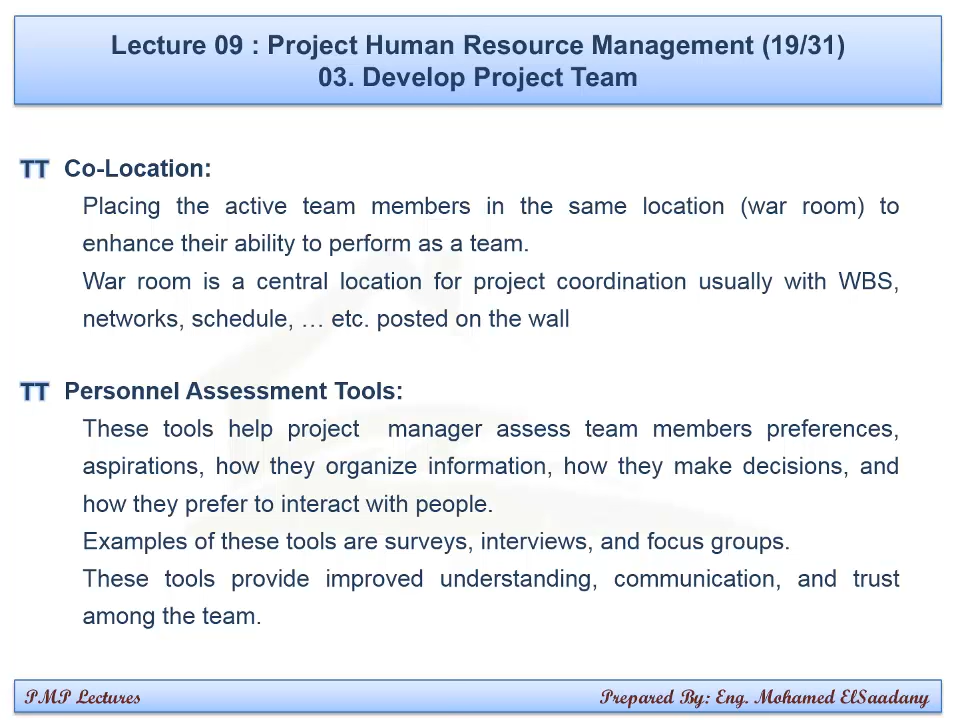 Lecture 09 : Project Human Resource Management (19/31)
03. Develop Project Team
TT Co-Location:
Placing the active team members in the same location (war room) to
enhance their ability to perform as a team.
War room is a central location for project coordination usually with WBS,
networks, schedule, … etc. posted on the wall
TT Personnel Assessment Tools:
These tools help project manager assess team members preferences,
aspirations, how they organize information, how they make decisions, and
how they prefer to interact with people.
Examples of these tools are surveys, interviews, and focus groups.
These tools provide improved understanding, communication, and trust
among the team.
PMP Lectures Prepared By: Eng. Mohamed ElSaadany